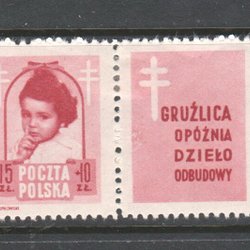 15 ZŁ. POCZTA POLSKA +10 ZŁ.
GRUŹLICA
OPÓŹNIA
DZIEŁO
ODBUDOWY